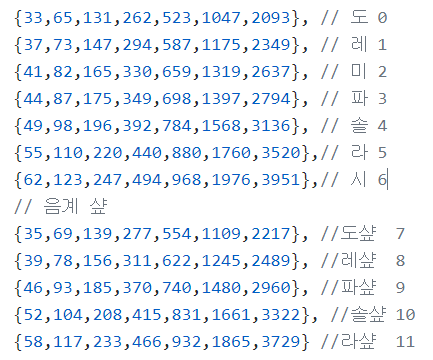 {33,65,131,262,523,1047,2093}, // 도 0
{37,73,147,294,587,1175,2349}, // 레 1
{41,82,165,330,659,1319,2637}, // 미 2
{44,87,175,349,698,1397,2794}, // 파 3
{49,98,196,392,784,1568,3136}, // 솔 4
{55,110,220,440,880,1760,3520},// 라 5
{62,123,247,494,968,1976,3951},// 시 6
// 음계 샾
{35,69,139,277,554,1109,2217}, //도샾  7
{39,78,156,311,622,1245,2489}, //레샾  8
{46,93,185,370,740,1480,2960}, //파샾  9
{52,104,208,415,831,1661,3322}, //솔샾 10
{58,117,233,466,932,1865,3729} //라샾  11